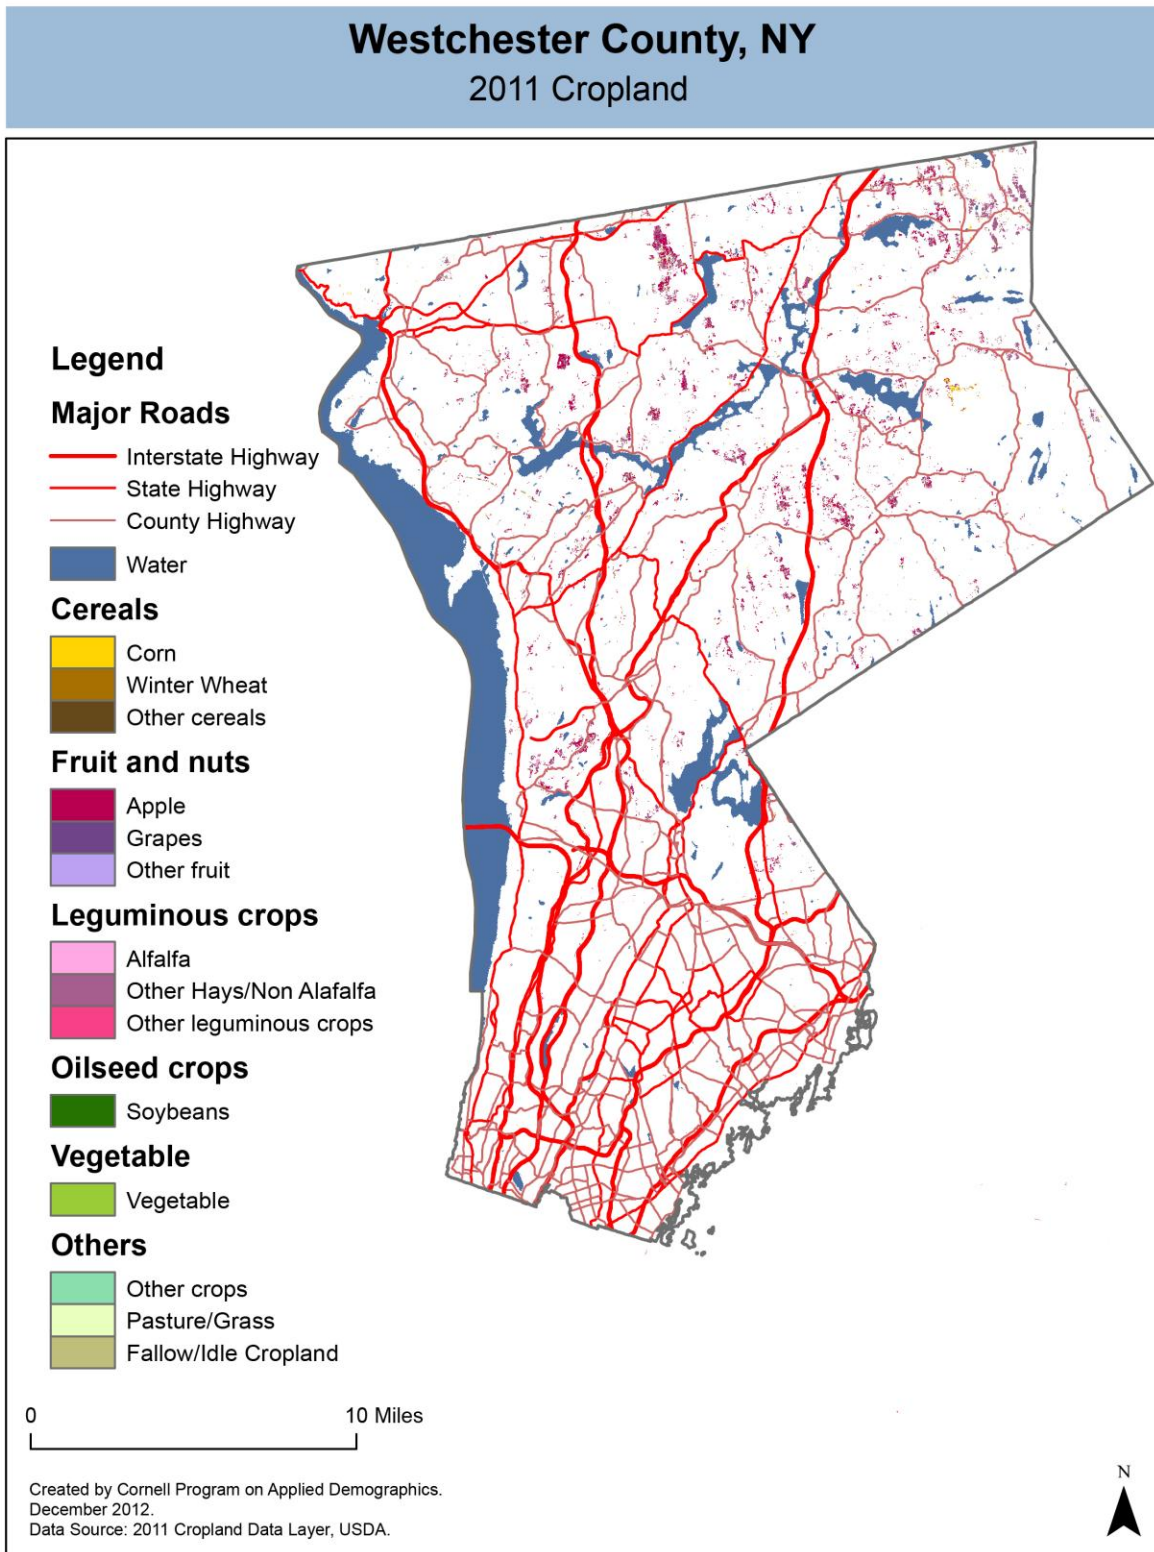 Westchester County, NY
2011 Cropland
Legend
Major Roads
Interstate Highway
State Highway
County Highway
Water
Cereals
Corn
Winter Wheat
Other cereals
Fruit and nuts
Apple
Grapes
Other fruit
Leguminous crops
Alfalfa
Other Hays/Non Alafalfa
Other leguminous crops
Oilseed crops
Soybeans
Vegetable
Vegetable
Others
Other crops
Pasture/Grass
Fallow/Idle Cropland
0 10 Miles
Created by Cornell Program on Applied Demographics.
December 2012.
Data Source: 2011 Cropland Data Layer, USDA.
N